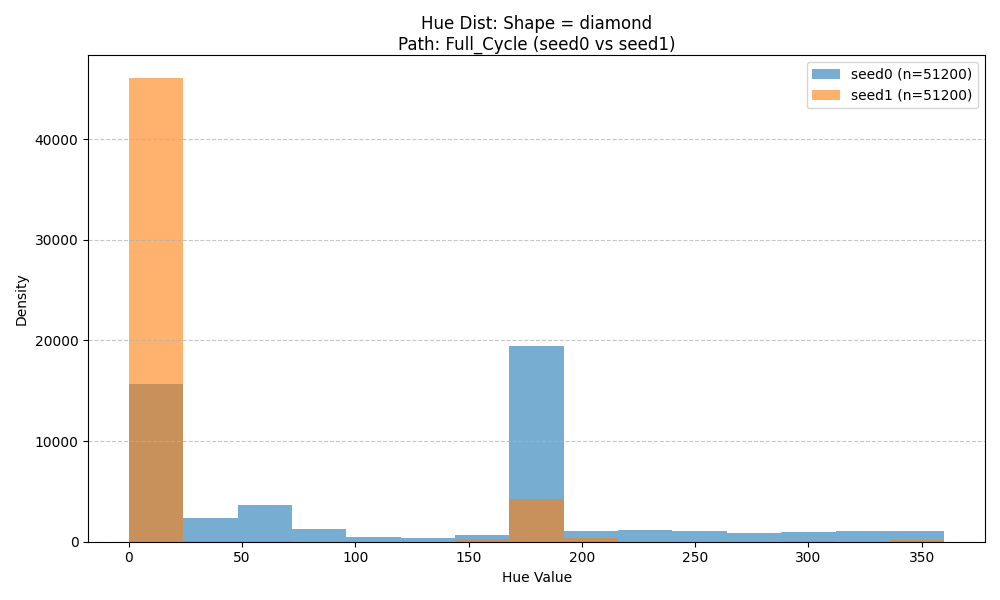 Hue Dist: Shape = diamond
Path: Full_Cycle (seed0 vs seed1)
seed0 (n=51200)
seed1 (n=51200)
Density
40000
30000
20000
10000
0
0 50 100 150 200 250 300 350
Hue Value